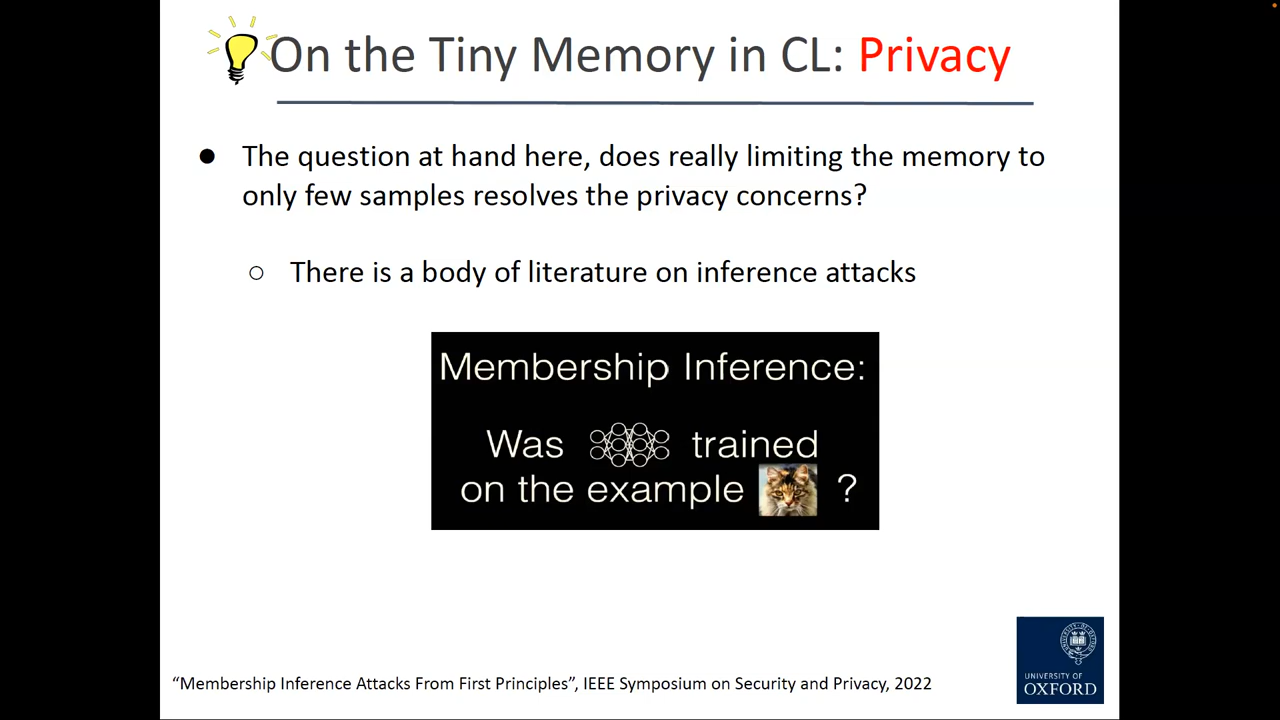 On the Tiny Memory in CL: Privacy
● The question at hand here, does really limiting the memory to
only few samples resolves the privacy concerns?
○ There is a body of literature on inference attacks
Membership Inference:
Was trained
on the example ?
UNIVERSITY OF
OXFORD
“Membership Inference Attacks From First Principles”, IEEE Symposium on Security and Privacy, 2022